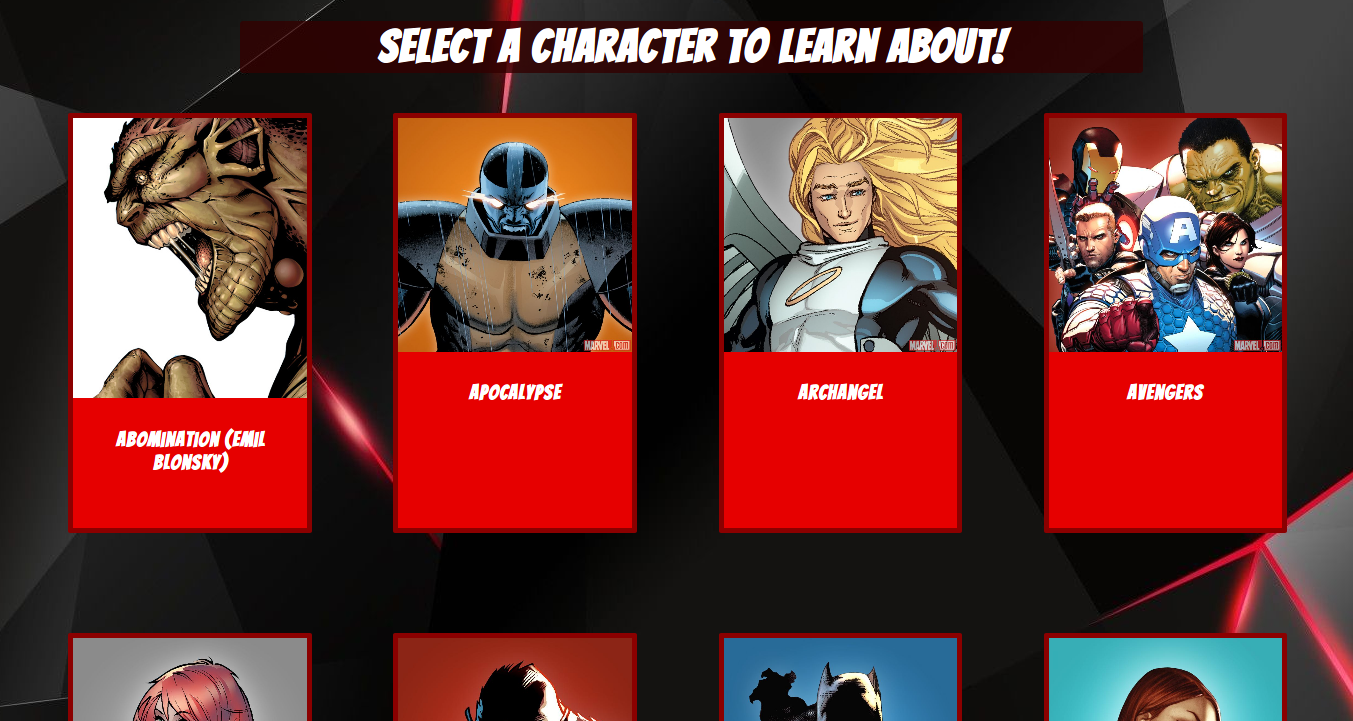 SELECT A CHARACTER TO LEARN ABOUT!
ABOMINATION (EMIL
BLONSKY)
APOCALYPSE
ARCHANGEL
AVENGERS
MARVEL .com
MARVEL .com
MARVEL .com
A